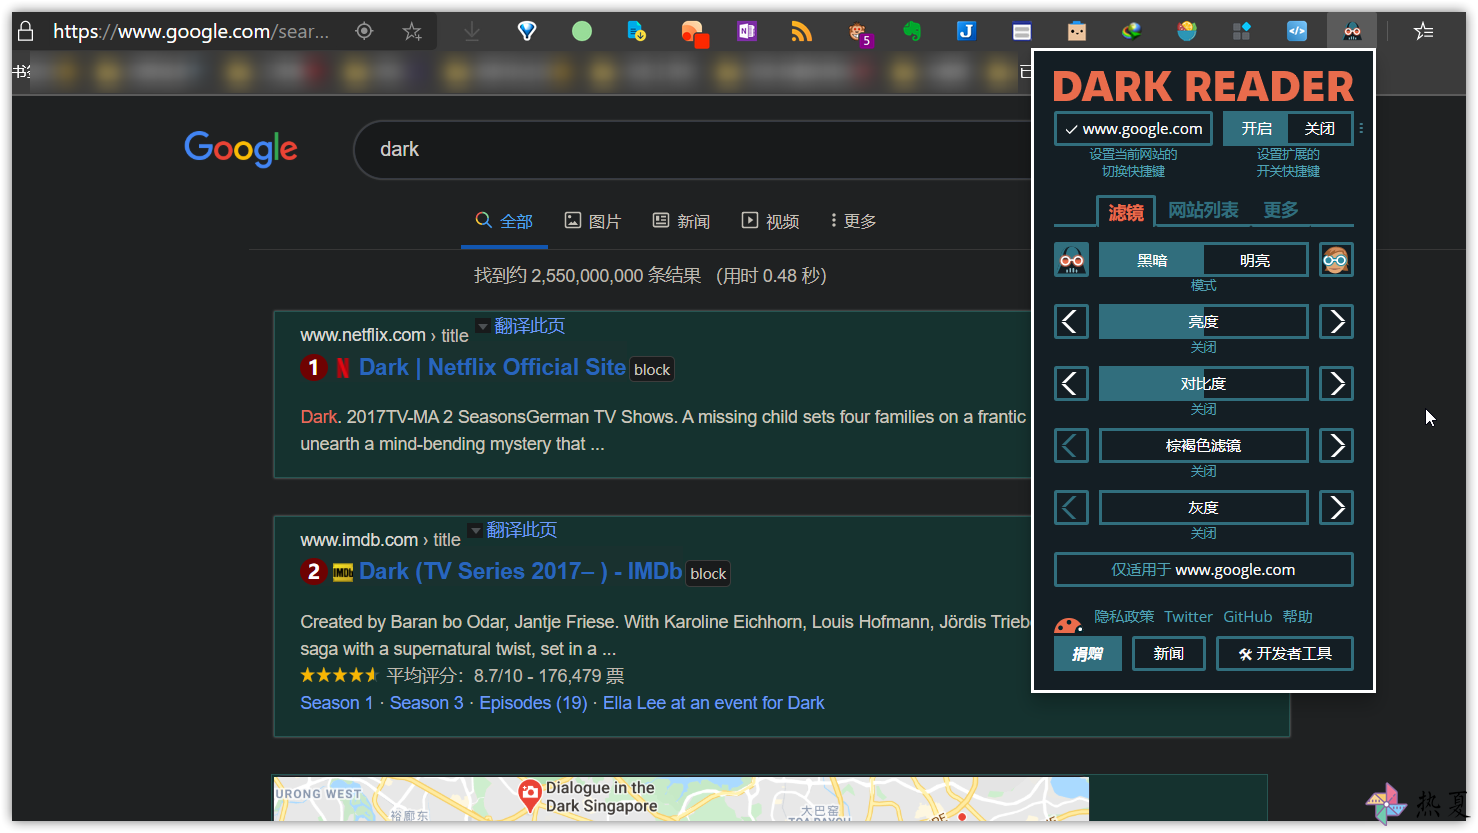 https://www.google.com/sear...
5
书签
已
Google
dark
全部 图片 新闻 视频 更多
找到约 2,550,000,000 条结果 （用时 0.48 秒）
www.netflix.com › title 翻译此页
1 Dark | Netflix Official Site block
Dark. 2017TV-MA 2 SeasonsGerman TV Shows. A missing child sets four families on a frantic
unearth a mind-bending mystery that ...
www.imdb.com › title 翻译此页
2 IMDb Dark (TV Series 2017– ) - IMDb block
Created by Baran bo Odar, Jantje Friese. With Karoline Eichhorn, Louis Hofmann, Jördis Triebe
saga with a supernatural twist, set in a ...
平均评分：8.7/10 - 176,479 票
Season 1 · Season 3 · Episodes (19) · Ella Lee at an event for Dark
Dialogue in the
Dark Singapore
URONG WEST
裕廊东
大巴窑
DARK READER
www.google.com 开启 关闭
设置当前网站的
切换快捷键
设置扩展的
开关快捷键
滤镜 网站列表 更多
黑暗 明亮
模式
亮度
关闭
对比度
关闭
棕褐色滤镜
关闭
灰度
关闭
仅适用于 www.google.com
隐私政策 Twitter GitHub 帮助
捐赠 新闻 开发者工具
热夏